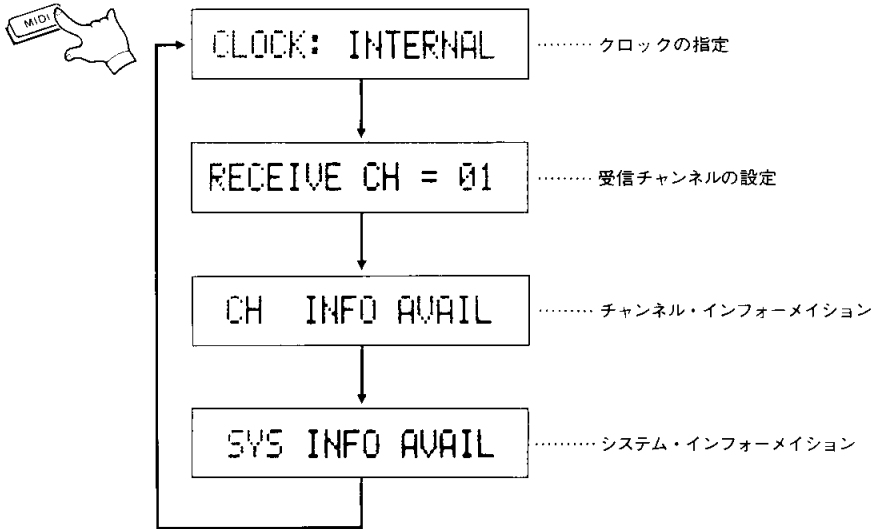 MIDI
CLOCK: INTERNAL ……… クロックの指定
RECEIVE CH = 01 ……… 受信チャンネルの設定
CH INFO AVAIL ……… チャンネル・インフォーメイション
SYS INFO AVAIL ……… システム・インフォーメイション